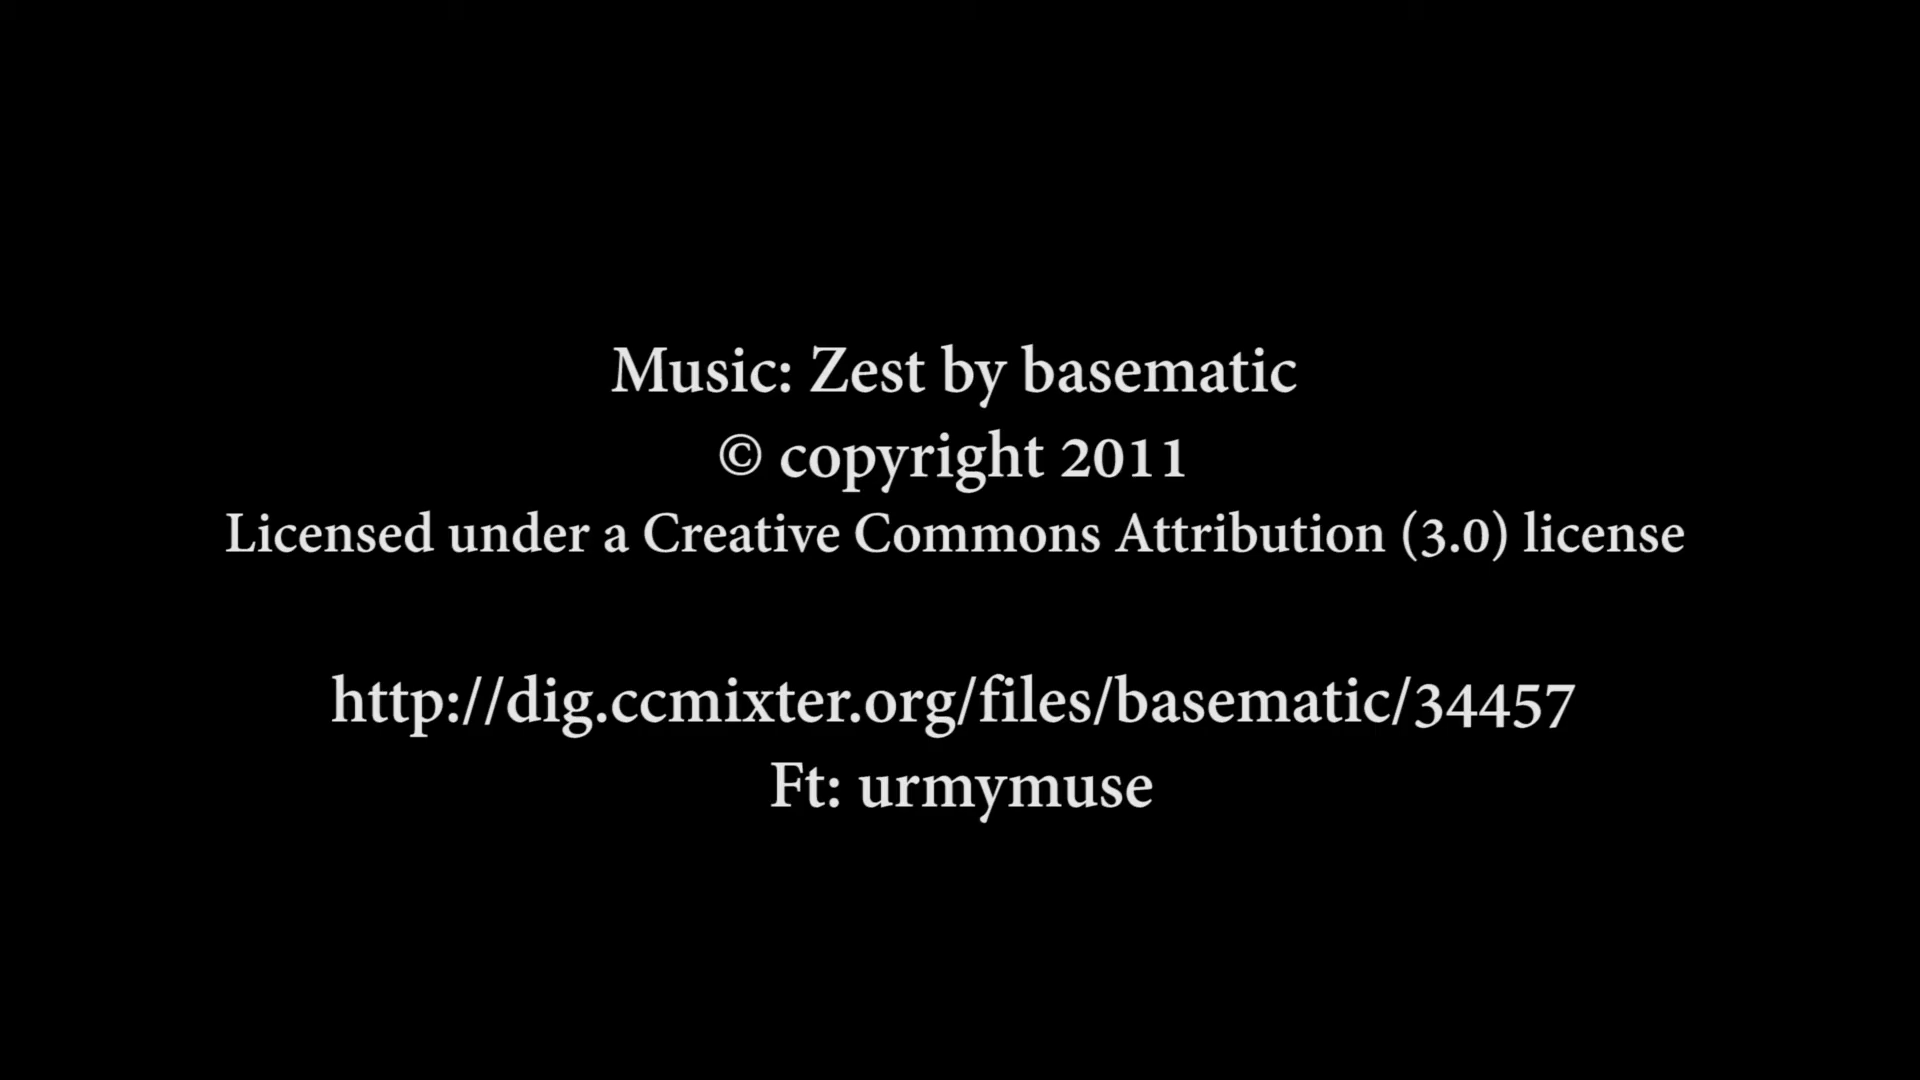 Music: Zest by basematic
© copyright 2011
Licensed under a Creative Commons Attribution (3.0) license
http://dig.ccmixter.org/files/basematic/34457
Ft: urmymuse